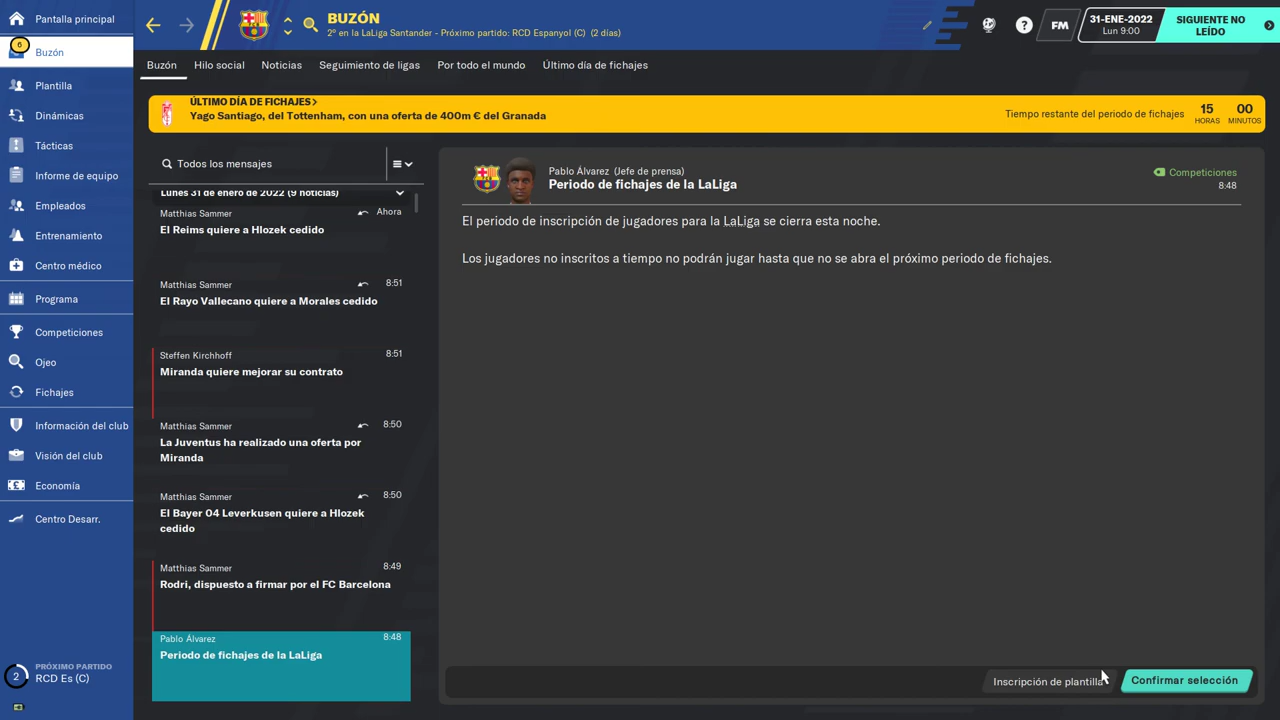 Pantalla principal
6
Buzón
Plantilla
Dinámicas
Tácticas
Informe de equipo
Empleados
Entrenamiento
Centro médico
Programa
Competiciones
Ojeo
Fichajes
Información del club
Visión del club
Economía
Centro Desarr.
2
PRÓXIMO PARTIDO
RCD Es (C)
BUZÓN
2º en la LaLiga Santander - Próximo partido: RCD Espanyol (C) (2 días)
?
FM
31-ENE-2022
Lun 9:00
SIGUIENTE NO
LEÍDO
Buzón
Hilo social
Noticias
Seguimiento de ligas
Por todo el mundo
Último día de fichajes
ÚLTIMO DÍA DE FICHAJES>
Yago Santiago, del Tottenham, con una oferta de 400m € del Granada
Tiempo restante del periodo de fichajes
15
HORAS
00
MINUTOS
Todos los mensajes
Lunes 31 de enero de 2022 (9 noticias)
Matthias Sammer
Ahora
El Reims quiere a Hlozek cedido
Matthias Sammer
8:51
El Rayo Vallecano quiere a Morales cedido
Steffen Kirchhoff
8:51
Miranda quiere mejorar su contrato
Matthias Sammer
8:50
La Juventus ha realizado una oferta por
Miranda
Matthias Sammer
8:50
El Bayer 04 Leverkusen quiere a Hlozek
cedido
Matthias Sammer
8:49
Rodri, dispuesto a firmar por el FC Barcelona
Pablo Álvarez
8:48
Periodo de fichajes de la LaLiga
Pablo Álvarez (Jefe de prensa)
Periodo de fichajes de la LaLiga
Competiciones
8:48
El periodo de inscripción de jugadores para la LaLiga se cierra esta noche.
Los jugadores no inscritos a tiempo no podrán jugar hasta que no se abra el próximo periodo de fichajes.
Inscripción de plantilla
Confirmar selección